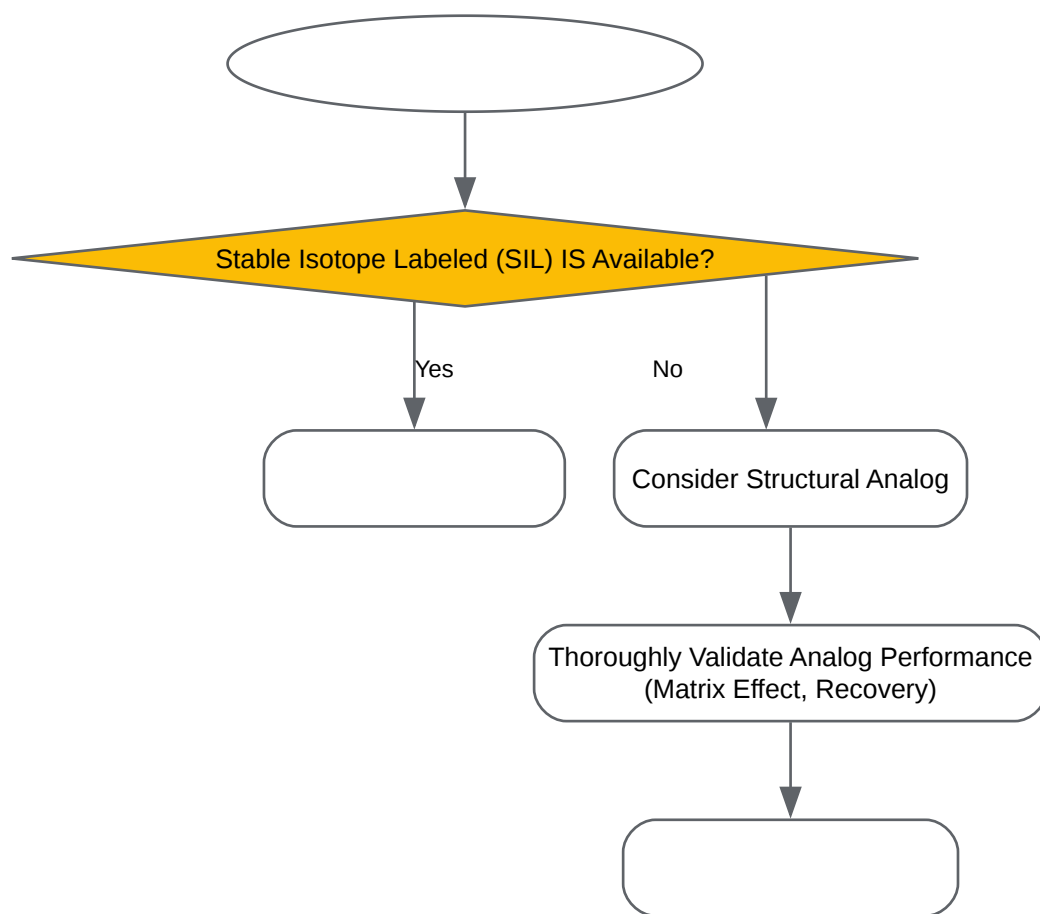 Stable Isotope Labeled (SIL) IS Available?
Yes
No
Consider Structural Analog
Thoroughly Validate Analog Performance
(Matrix Effect, Recovery)